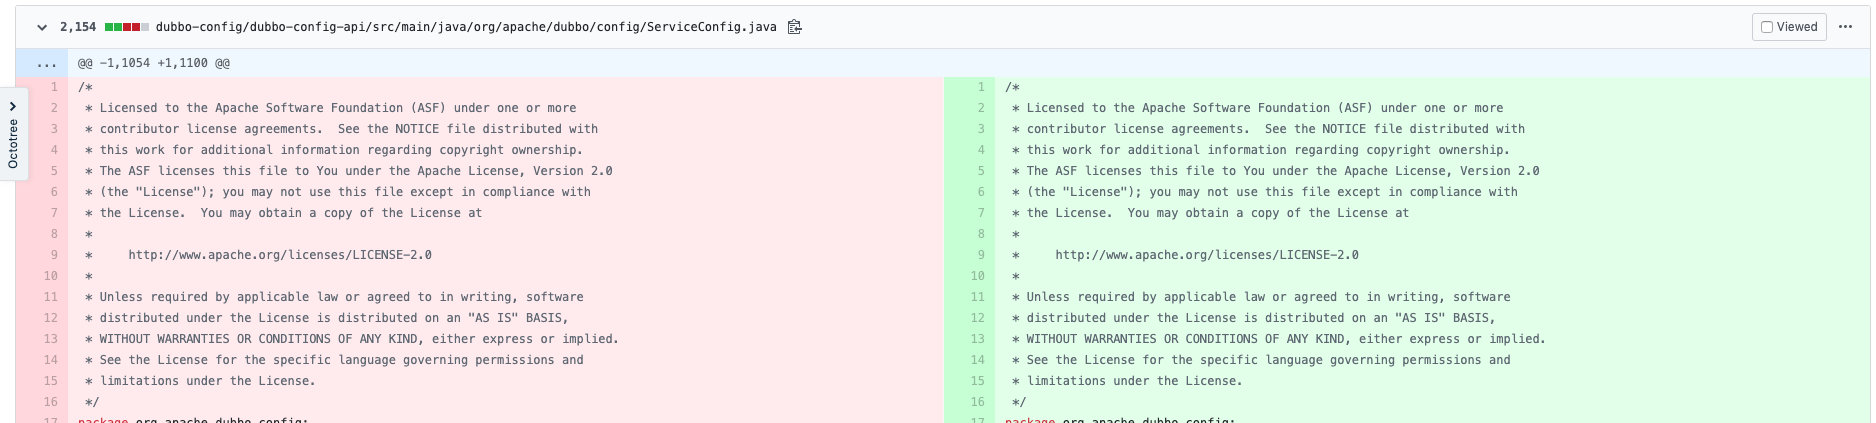 2,154 dubbo-config/dubbo-config-api/src/main/java/org/apache/dubbo/config/ServiceConfig.java Viewed ...
... @@ -1,1054 +1,1100 @@
Octotree
1 /*
2 * Licensed to the Apache Software Foundation (ASF) under one or more
3 * contributor license agreements.  See the NOTICE file distributed with
4 * this work for additional information regarding copyright ownership.
5 * The ASF licenses this file to You under the Apache License, Version 2.0
6 * (the "License"); you may not use this file except in compliance with
7 * the License.  You may obtain a copy of the License at
8 *
9 *     http://www.apache.org/licenses/LICENSE-2.0
10 *
11 * Unless required by applicable law or agreed to in writing, software
12 * distributed under the License is distributed on an "AS IS" BASIS,
13 * WITHOUT WARRANTIES OR CONDITIONS OF ANY KIND, either express or implied.
14 * See the License for the specific language governing permissions and
15 * limitations under the License.
16 */
17 package org.apache.dubbo.config;
1 /*
2 * Licensed to the Apache Software Foundation (ASF) under one or more
3 * contributor license agreements.  See the NOTICE file distributed with
4 * this work for additional information regarding copyright ownership.
5 * The ASF licenses this file to You under the Apache License, Version 2.0
6 * (the "License"); you may not use this file except in compliance with
7 * the License.  You may obtain a copy of the License at
8 *
9 *     http://www.apache.org/licenses/LICENSE-2.0
10 *
11 * Unless required by applicable law or agreed to in writing, software
12 * distributed under the License is distributed on an "AS IS" BASIS,
13 * WITHOUT WARRANTIES OR CONDITIONS OF ANY KIND, either express or implied.
14 * See the License for the specific language governing permissions and
15 * limitations under the License.
16 */
17 package org.apache.dubbo.config;